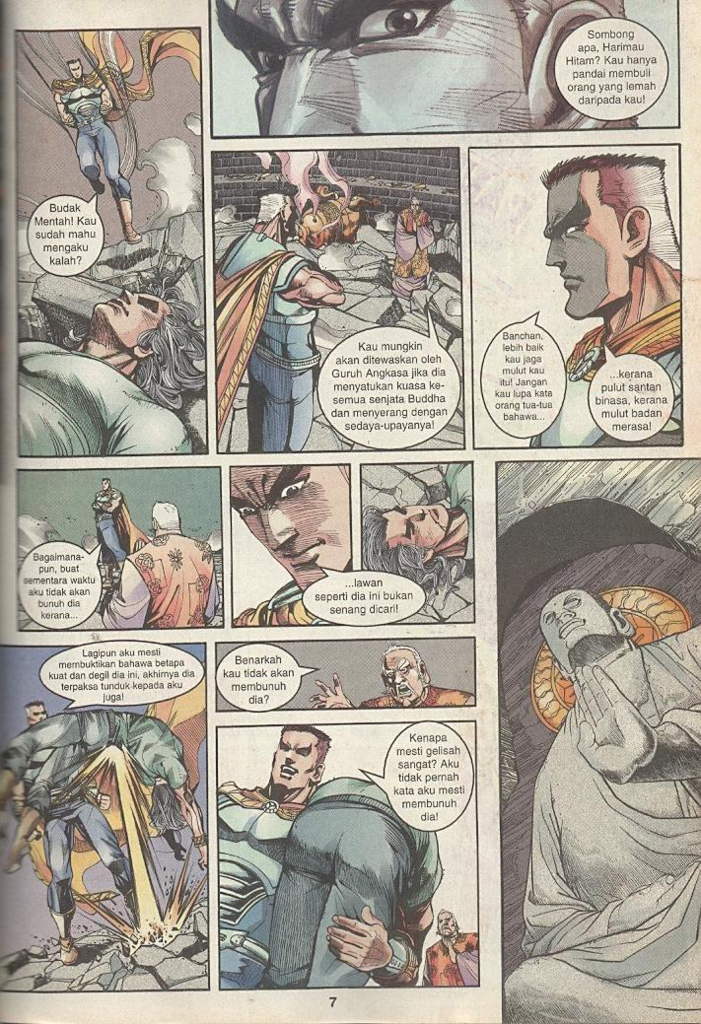 Budak
Mentah! Kau
sudah mahu
mengaku
kalah?
Sombong
apa, Harimau
Hitam? Kau hanya
pandai membuli
orang yang lemah
daripada kau!
Kau mungkin
akan ditewaskan oleh
Guruh Angkasa jika dia
menyatukan kuasa ke-
semua senjata Buddha
dan menyerang dengan
sedaya-upayanya!
Banchan,
lebih baik
kau jaga
mulut kau
itu! Jangan
kau lupa kata
orang tua-tua
bahawa...
...kerana
pulut santan
binasa, kerana
mulut badan
merasa!
Bagaimana-
pun, buat
sementara waktu
aku tidak akan
bunuh dia
kerana...
...lawan
seperti dia ini bukan
senang dicari!
Lagipun aku mesti
membuktikan bahawa betapa
kuat dan degil dia ini, akhirnya dia
terpaksa tunduk kepada aku
juga!
Benarkah
kau tidak akan
membunuh
dia?
Kenapa
mesti gelisah
sangat? Aku
tidak pernah
kata aku mesti
membunuh
dia!
7